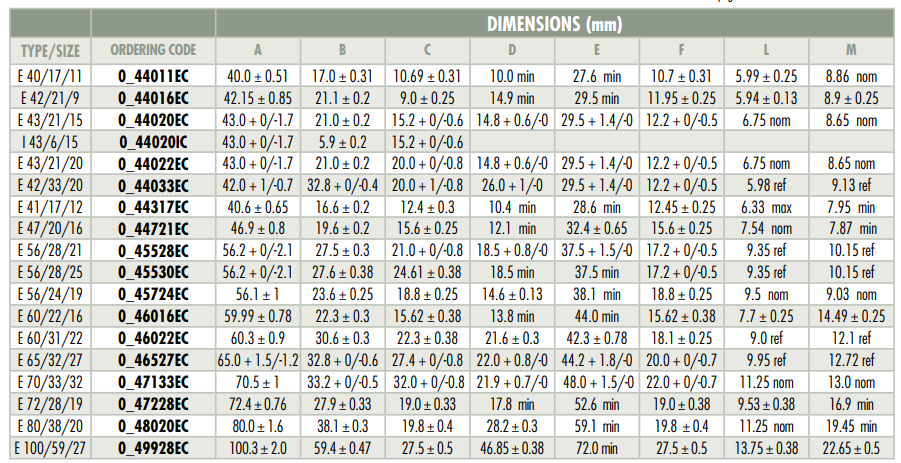 DIMENSIONS (mm)
TYPE/SIZE ORDERING CODE A B C D E F L M
E 40/17/11 0_44011EC 40.0 ± 0.51 17.0 ± 0.31 10.69 ± 0.31 10.0 min 27.6 min 10.7 ± 0.31 5.99 ± 0.25 8.86 nom
E 42/21/9 0_44016EC 42.15 ± 0.85 21.1 ± 0.2 9.0 ± 0.25 14.9 min 29.5 min 11.95 ± 0.25 5.94 ± 0.13 8.9 ± 0.25
E 43/21/15 0_44020EC 43.0 + 0/-1.7 21.0 ± 0.2 15.2 + 0/-0.6 14.8 + 0.6/-0 29.5 + 1.4/-0 12.2 + 0/-0.5 6.75 nom 8.65 nom
I 43/6/15 0_44020IC 43.0 + 0/-1.7 5.9 ± 0.2 15.2 + 0/-0.6
E 43/21/20 0_44022EC 43.0 + 0/-1.7 21.0 ± 0.2 20.0 + 0/-0.8 14.8 + 0.6/-0 29.5 + 1.4/-0 12.2 + 0/-0.5 6.75 nom 8.65 nom
E 42/33/20 0_44033EC 42.0 + 1/-0.7 32.8 + 0/-0.4 20.0 + 1/-0.8 26.0 + 1/-0 29.5 + 1.4/-0 12.2 + 0/-0.5 5.98 ref 9.13 ref
E 41/17/12 0_44317EC 40.6 ± 0.65 16.6 ± 0.2 12.4 ± 0.3 10.4 min 28.6 min 12.45 ± 0.25 6.33 max 7.95 min
E 47/20/16 0_44721EC 46.9 ± 0.8 19.6 ± 0.2 15.6 ± 0.25 12.1 min 32.4 ± 0.65 15.6 ± 0.25 7.54 nom 7.87 min
E 56/28/21 0_45528EC 56.2 + 0/-2.1 27.5 ± 0.3 21.0 + 0/-0.8 18.5 + 0.8/-0 37.5 + 1.5/-0 17.2 + 0/-0.5 9.35 ref 10.15 ref
E 56/28/25 0_45530EC 56.2 + 0/-2.1 27.6 ± 0.38 24.61 ± 0.38 18.5 min 37.5 min 17.2 + 0/-0.5 9.35 ref 10.15 ref
E 56/24/19 0_45724EC 56.1 ± 1 23.6 ± 0.25 18.8 ± 0.25 14.6 ± 0.13 38.1 min 18.8 ± 0.25 9.5 nom 9.03 nom
E 60/22/16 0_46016EC 59.99 ± 0.78 22.3 ± 0.3 15.62 ± 0.38 13.8 min 44.0 min 15.62 ± 0.38 7.7 ± 0.25 14.49 ± 0.25
E 60/31/22 0_46022EC 60.3 ± 0.9 30.6 ± 0.3 22.3 ± 0.38 21.6 ± 0.3 42.3 ± 0.78 18.1 ± 0.25 9.0 ref 12.1 ref
E 65/32/27 0_46527EC 65.0 + 1.5/-1.2 32.8 + 0/-0.6 27.4 + 0/-0.8 22.0 + 0.8/-0 44.2 + 1.8/-0 20.0 + 0/-0.7 9.95 ref 12.72 ref
E 70/33/32 0_47133EC 70.5 ± 1 33.2 + 0/-0.5 32.0 + 0/-0.8 21.9 + 0.7/-0 48.0 + 1.5/-0 22.0 + 0/-0.7 11.25 nom 13.0 nom
E 72/28/19 0_47228EC 72.4 ± 0.76 27.9 ± 0.33 19.0 ± 0.33 17.8 min 52.6 min 19.0 ± 0.38 9.53 ± 0.38 16.9 min
E 80/38/20 0_48020EC 80.0 ± 1.6 38.1 ± 0.3 19.8 ± 0.4 28.2 ± 0.3 59.1 min 19.8 ± 0.4 11.25 nom 19.45 min
E 100/59/27 0_49928EC 100.3 ± 2.0 59.4 ± 0.47 27.5 ± 0.5 46.85 ± 0.38 72.0 min 27.5 ± 0.5 13.75 ± 0.38 22.65 ± 0.5